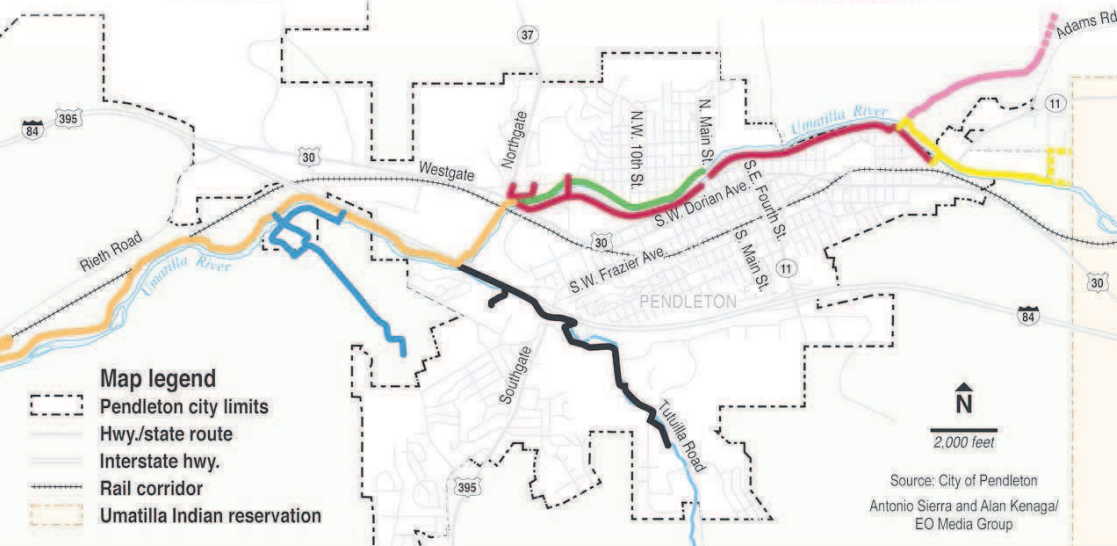 37
Adams Rd.
395
84
11
Northgate
N.W. 10th St.
N. Main St.
Umatilla River
30
Westgate
S.W. Dorian Ave.
S.E. Fourth St.
Rieth Road
Umatilla River
30
S.W. Frazier Ave.
S. Main St.
11
30
PENDLETON
84
Southgate
Tutuilla Road
395
Map legend
Pendleton city limits
Hwy./state route
Interstate hwy.
Rail corridor
Umatilla Indian reservation
N
2,000 feet
Source: City of Pendleton
Antonio Sierra and Alan Kenaga/
EO Media Group